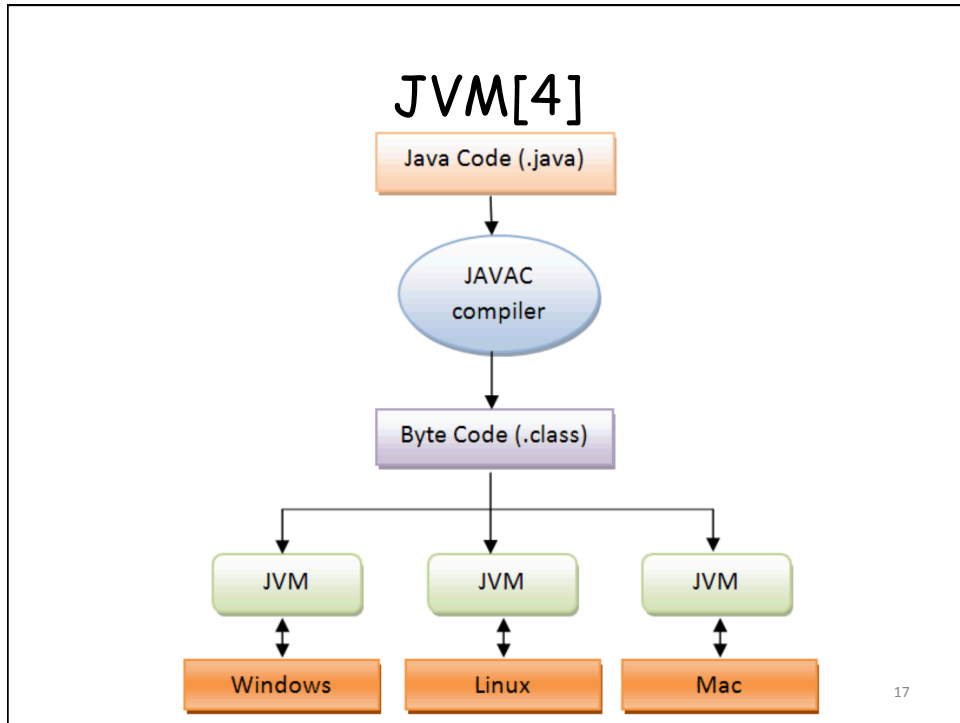 JVM[4]
Java Code (.java)
JAVAC
compiler
Byte Code (.class)
JVM
JVM
JVM
Windows
Linux
Mac
17